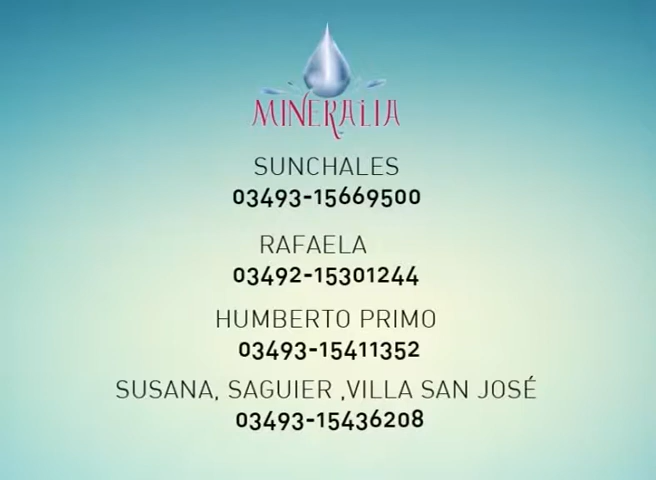 MINERALIA
SUNCHALES
03493-15669500
RAFAELA
03492-15301244
HUMBERTO PRIMO
03493-15411352
SUSANA, SAGUIER ,VILLA SAN JOSÉ
03493-15436208